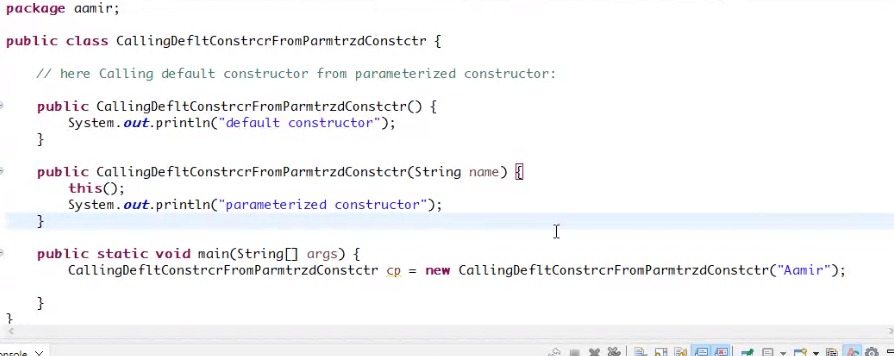 package aamir;
public class CallingDefltConstrcrFromParmtrzdConstctr {
// here Calling default constructor from parameterized constructor:
public CallingDefltConstrcrFromParmtrzdConstctr() {
System.out.println("default constructor");
}
public CallingDefltConstrcrFromParmtrzdConstctr(String name) {
this();
System.out.println("parameterized constructor");
}
public static void main(String[] args) {
CallingDefltConstrcrFromParmtrzdConstctr cp = new CallingDefltConstrcrFromParmtrzdConstctr("Aamir");
}
}